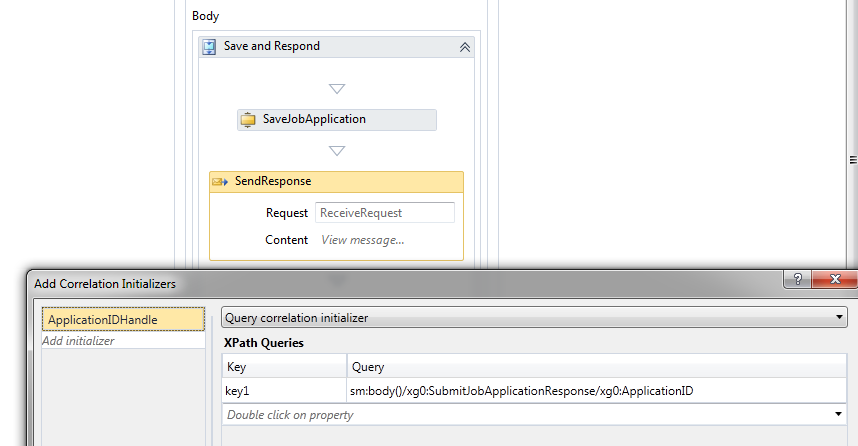 Body
Save and Respond
SaveJobApplication
SendResponse
Request ReceiveRequest
Content View message...
Add Correlation Initializers
?
ApplicationIDHandle
Add initializer
Query correlation initializer
XPath Queries
Key Query
key1 sm:body()/xg0:SubmitJobApplicationResponse/xg0:ApplicationID
Double click on property